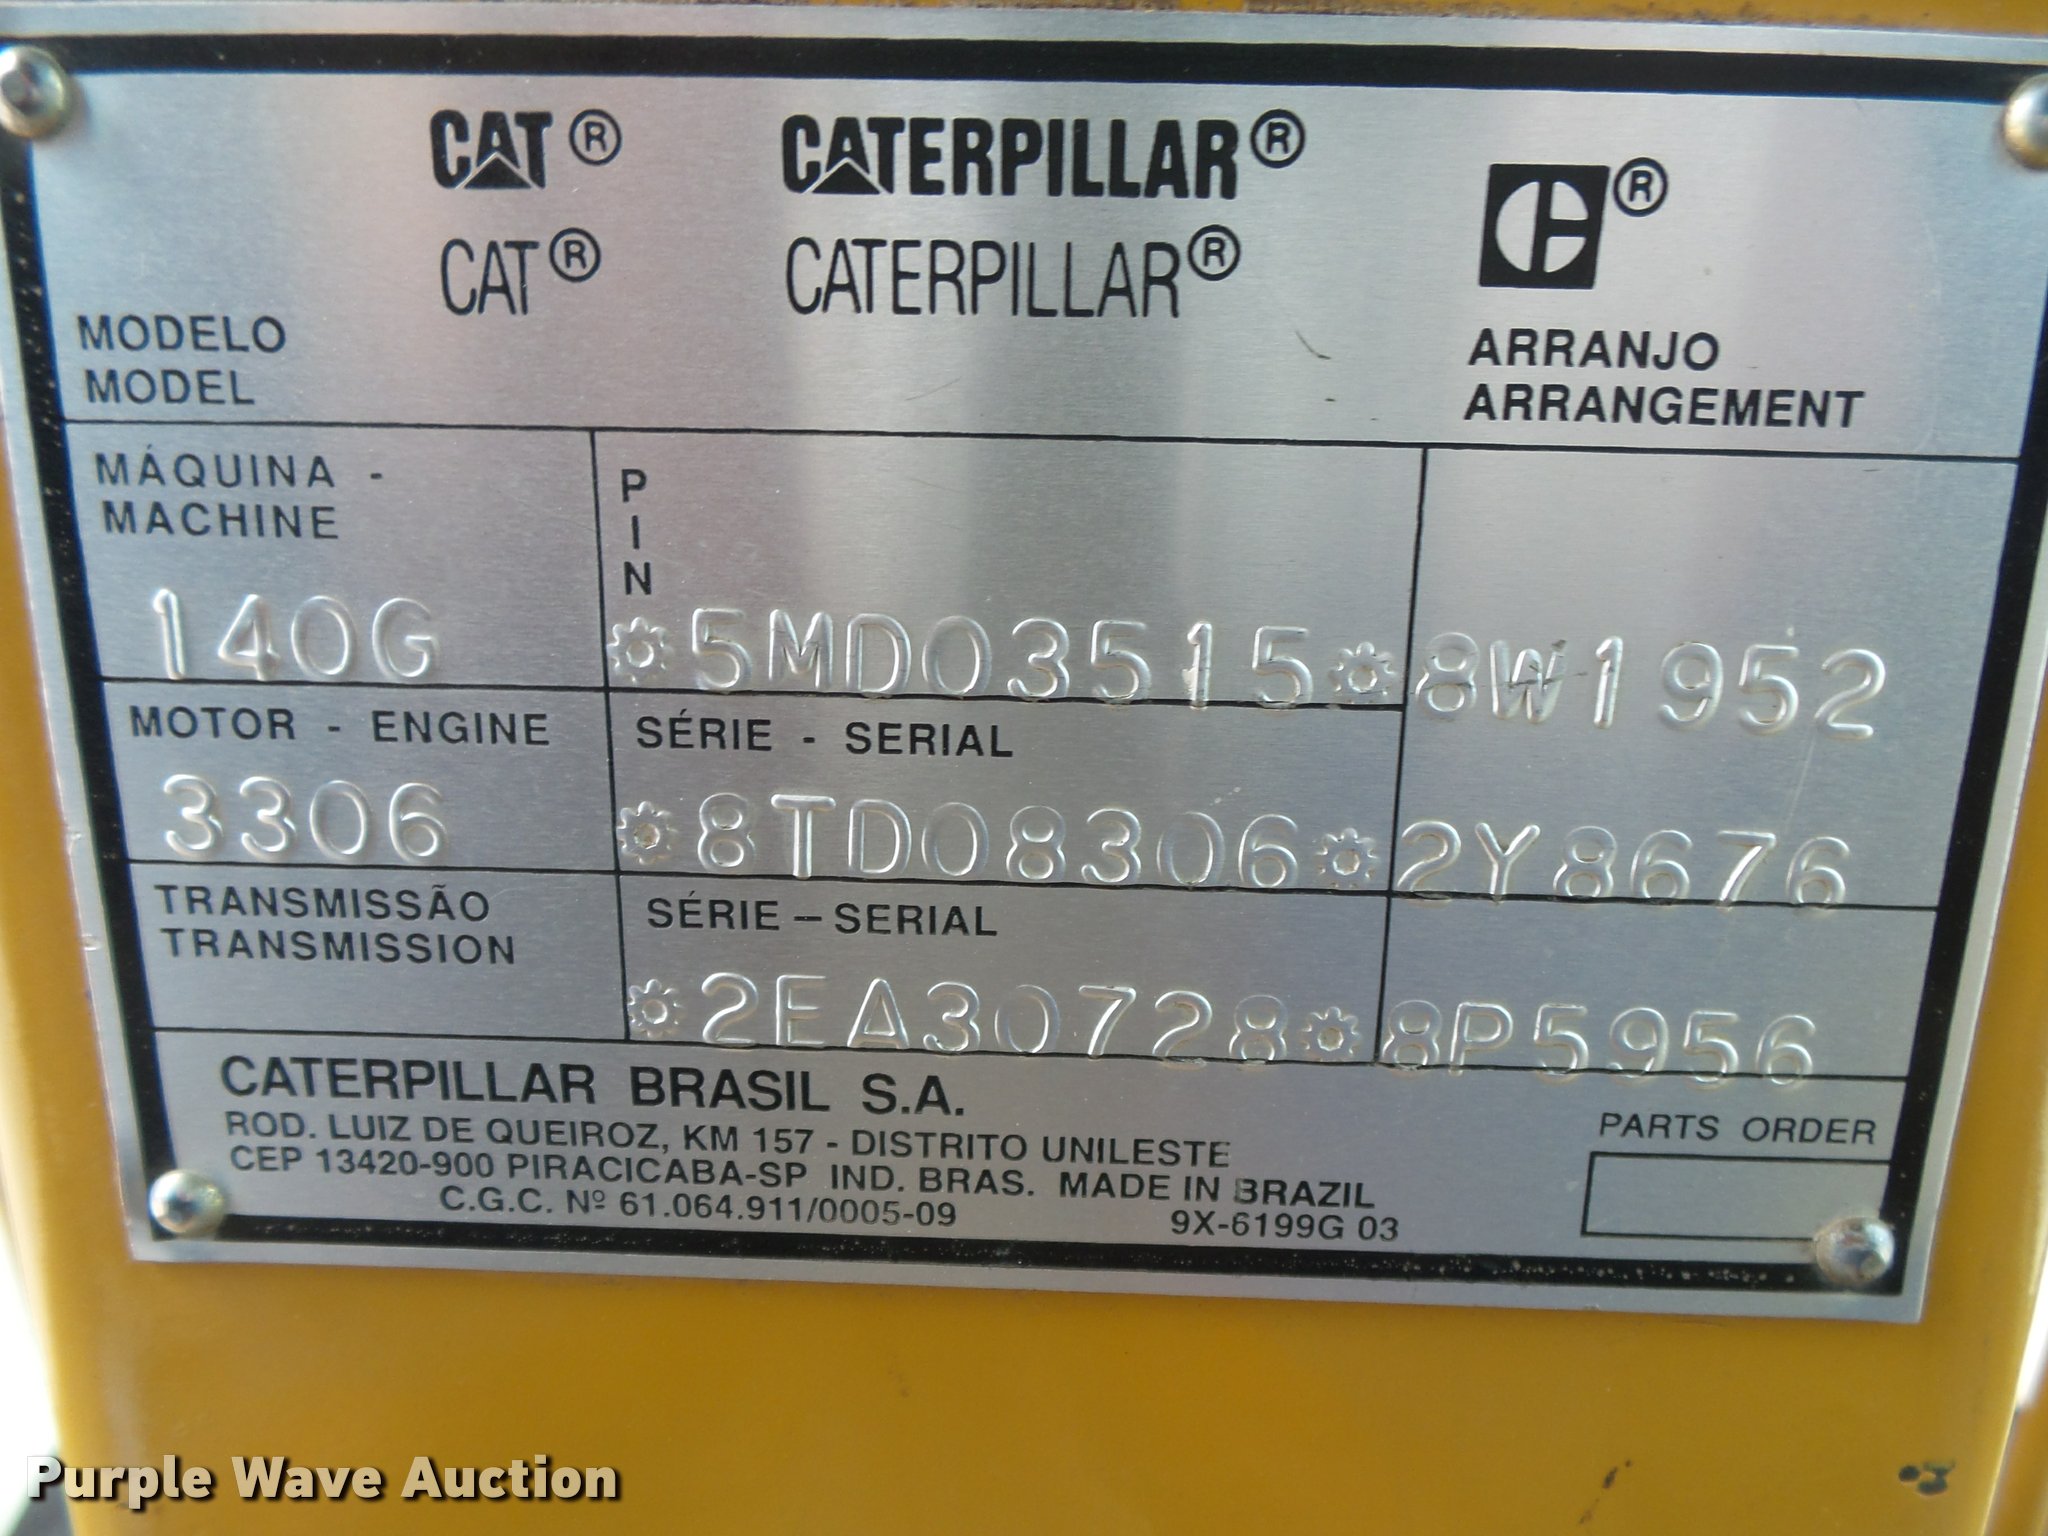 CAT® CATERPILLAR® ®
CAT® CATERPILLAR®
MODELO
MODEL
ARRANJO
ARRANGEMENT
MÁQUINA -
MACHINE
140G
PIN
*5MD03515*
8W1952
MOTOR - ENGINE
3306
SÉRIE - SERIAL
*8TD08306*
2Y8676
TRANSMISSÃO
TRANSMISSION
SÉRIE – SERIAL
*2EA30728*
8P5956
CATERPILLAR BRASIL S.A.
ROD. LUIZ DE QUEIROZ, KM 157 - DISTRITO UNILESTE
CEP 13420-900 PIRACICABA-SP IND. BRAS. MADE IN BRAZIL
C.G.C. Nº 61.064.911/0005-09 9X-6199G 03
PARTS ORDER
Purple Wave Auction